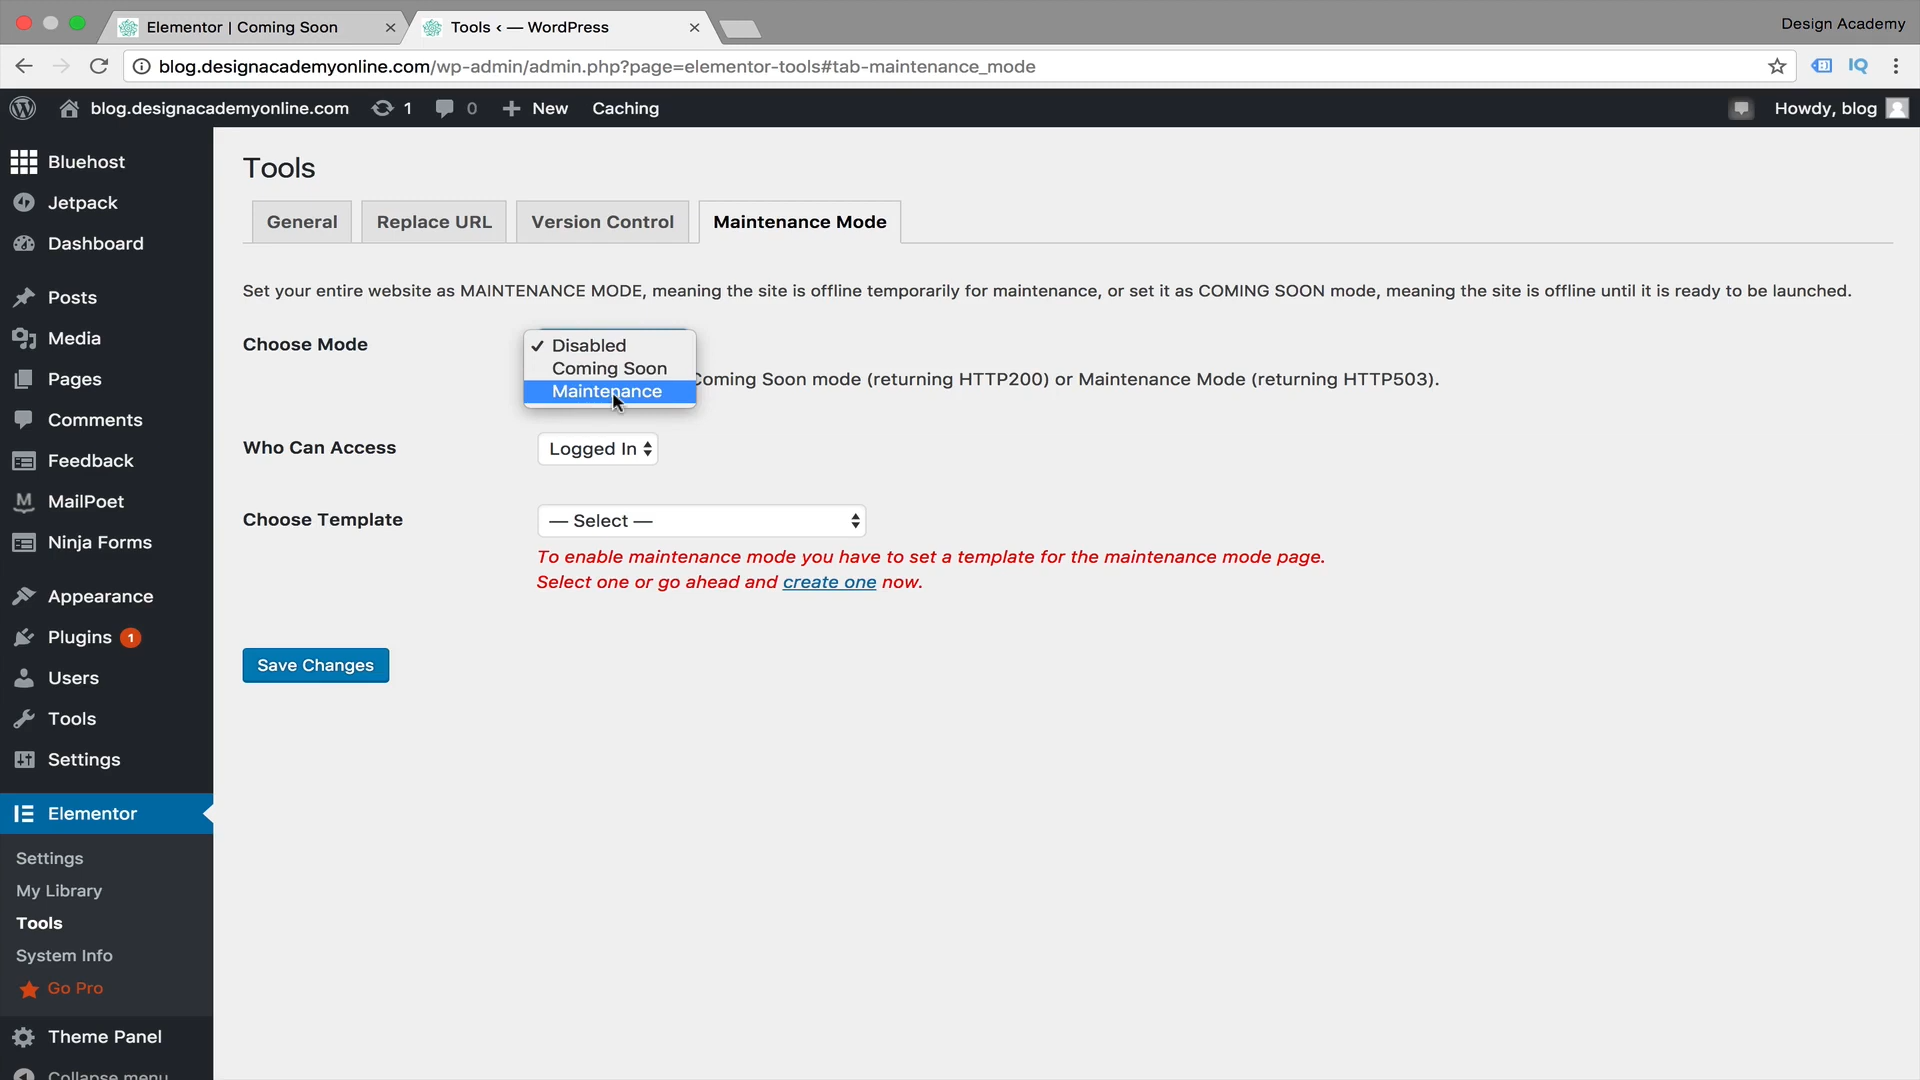 Design Academy
Elementor | Coming Soon
Tools ‹ — WordPress
blog.designacademyonline.com/wp-admin/admin.php?page=elementor-tools#tab-maintenance_mode
IQ
blog.designacademyonline.com 1 0 New Caching Howdy, blog
Bluehost
Jetpack
Dashboard
Posts
Media
Pages
Comments
Feedback
MailPoet
Ninja Forms
Appearance
Plugins 1
Users
Tools
Settings
Elementor
Settings
My Library
Tools
System Info
Go Pro
Theme Panel
Collapse menu
Tools
General Replace URL Version Control Maintenance Mode
Set your entire website as MAINTENANCE MODE, meaning the site is offline temporarily for maintenance, or set it as COMING SOON mode, meaning the site is offline until it is ready to be launched.
Choose Mode
Disabled
Coming Soon
Maintenance
Coming Soon mode (returning HTTP200) or Maintenance Mode (returning HTTP503).
Who Can Access Logged In
Choose Template — Select —
To enable maintenance mode you have to set a template for the maintenance mode page.
Select one or go ahead and create one now.
Save Changes